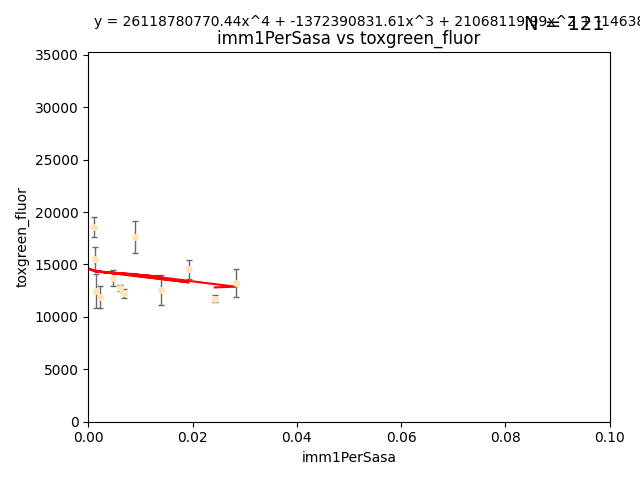 y = 26118780770.44x^4 + -1372390831.61x^3 +
N = 121
imm1PerSasa vs toxgreen_fluor
35000
30000
25000
20000
15000
10000
5000
0
toxgreen_fluor
0.00 0.02 0.04 0.06 0.08 0.10
imm1PerSasa